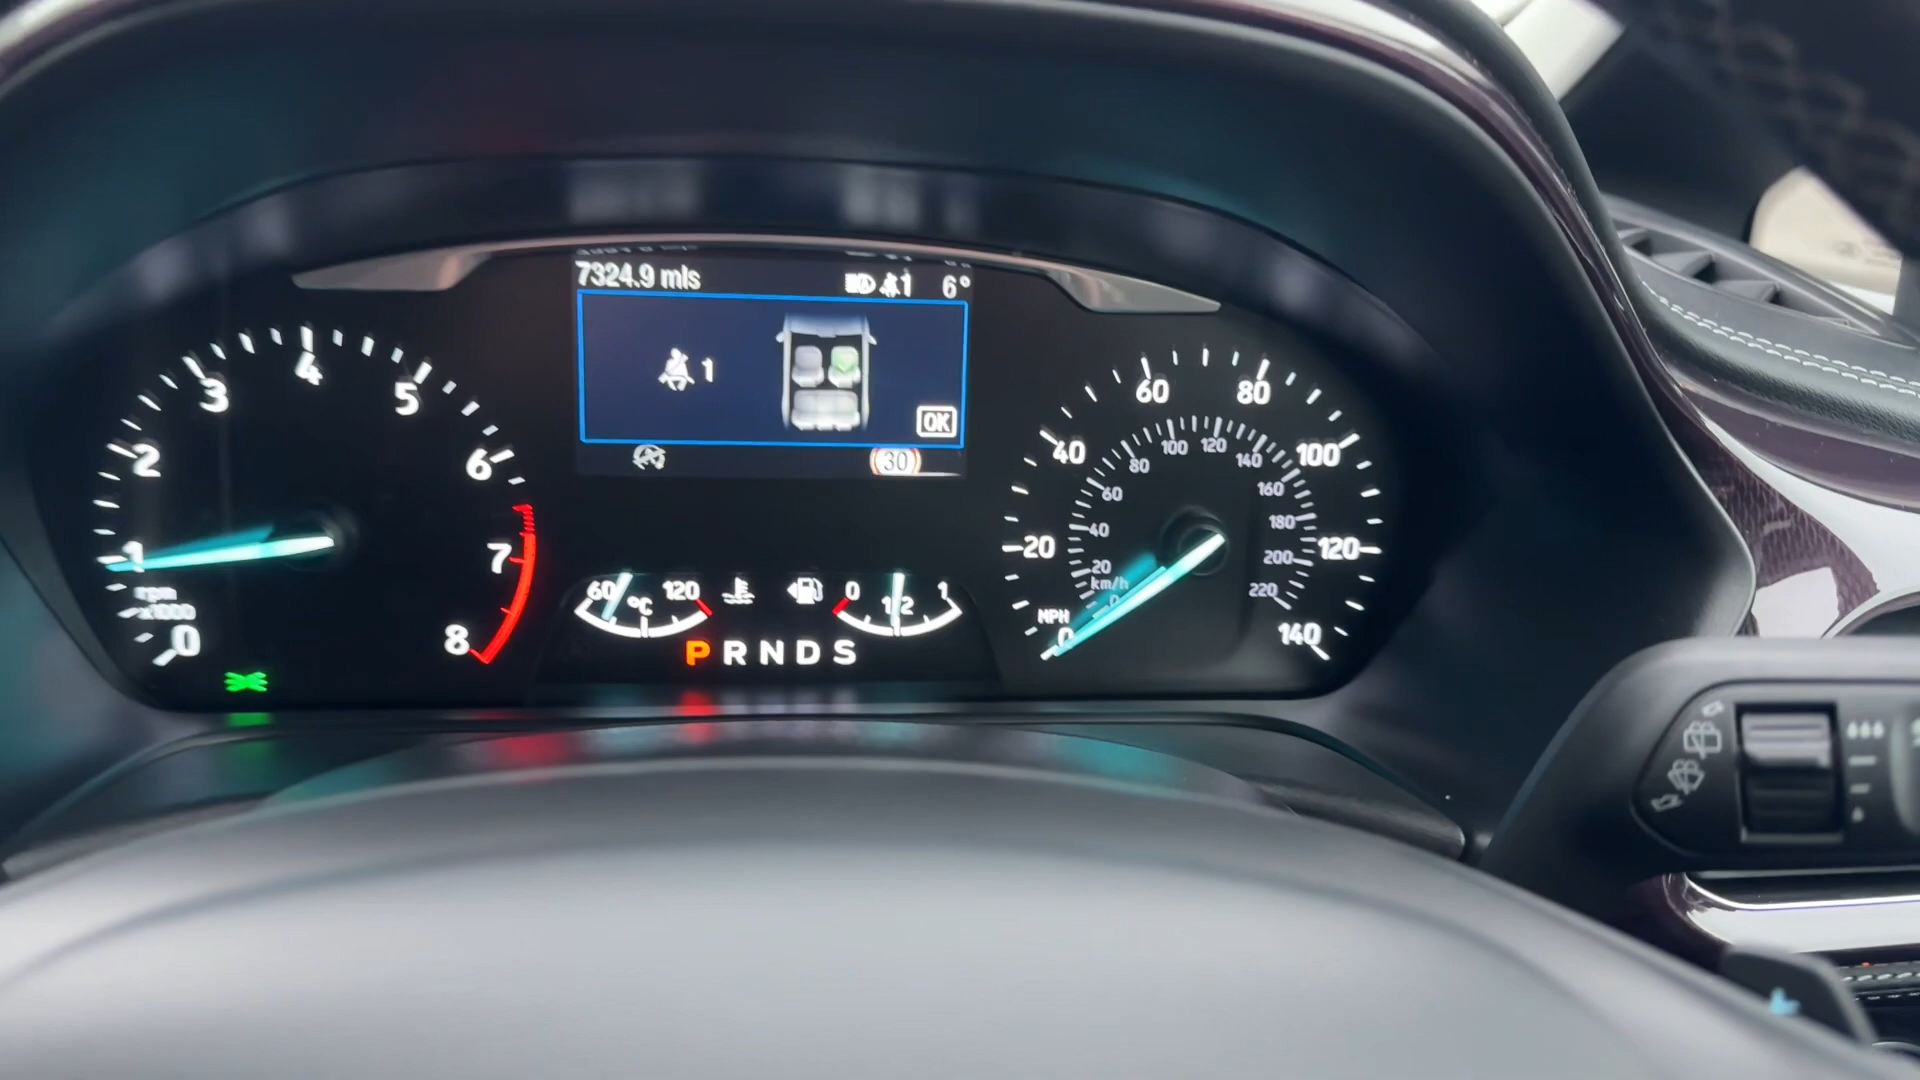 7324.9 mls 1 6°
1
OK
30
0 1 2 3 4 5 6 7 8
rpm
x1000
60 °C 120
0 1/2 1
P R N D S
0 20 40 60 80 100 120 140
MPH
km/h
0 20 40 60 80 100 120 140 160 180 200 220